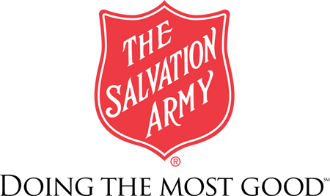 THE
SALVATION
ARMY
®
DOING THE MOST GOOD℠